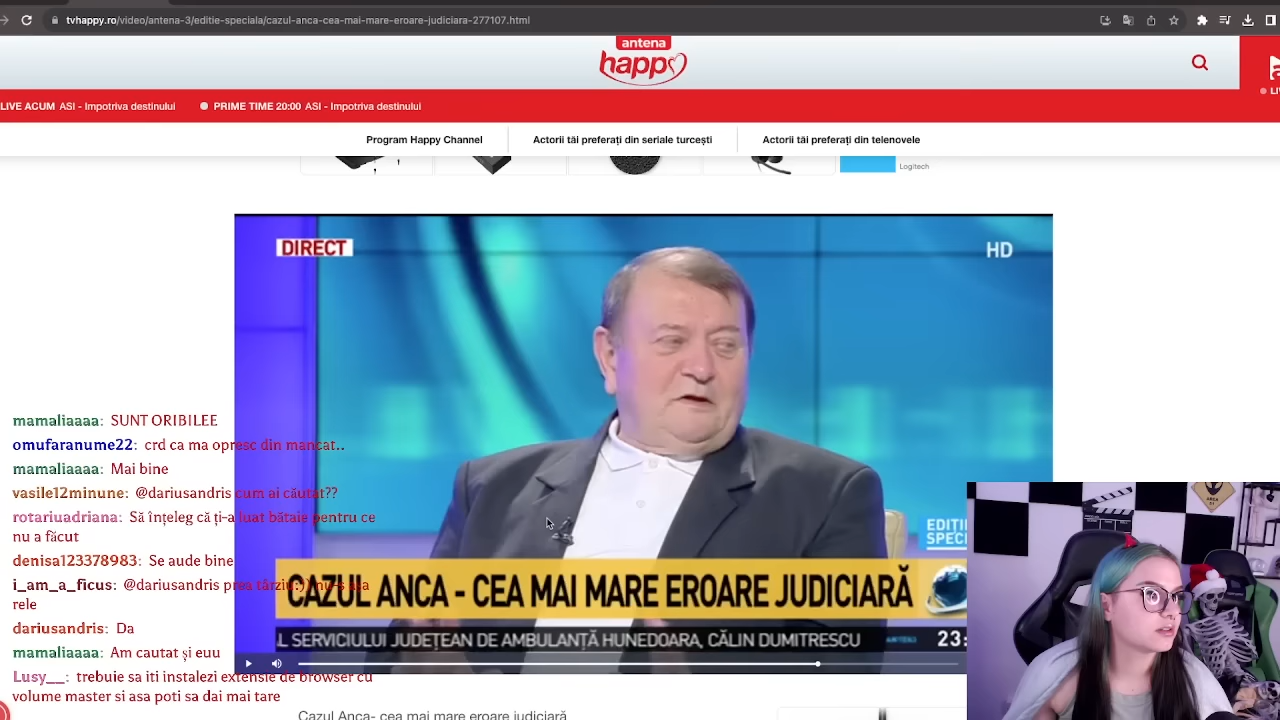 tvhappy.ro/video/antena-3/editie-speciala/cazul-anca-cea-mai-mare-eroare-judiciara-277107.html
antena
happy
LIVE ACUM ASI - Impotriva destinului
PRIME TIME 20:00 ASI - Impotriva destinului
Program Happy Channel
Actorii tăi preferați din seriale turcești
Actorii tăi preferați din telenovele
Logitech
DIRECT
HD
mamaliaaaa: SUNT ORIBILEE
omufaranume22: crd ca ma opresc din mancat..
mamaliaaaa: Mai bine
vasile12minune: @dariusandris cum ai căutat??
rotariuadriana: Să înțeleg că ți-a luat bătaie pentru ce
nu a făcut
denisa123378983: Se aude bine
i_am_a_ficus: @dariusandris prea târziu:)) nu-s așa
rele
dariusandris: Da
mamaliaaaa: Am cautat și euu
Lusy__: trebuie sa iti instalezi extensie de browser cu
volume master si asa poti sa dai mai tare
CAZUL ANCA - CEA MAI MARE EROARE JUDICIARĂ
L SERVICIULUI JUDEȚEAN DE AMBULANȚĂ HUNEDOARA, CĂLIN DUMITRESCU
23:
Cazul Anca- cea mai mare eroare judiciară